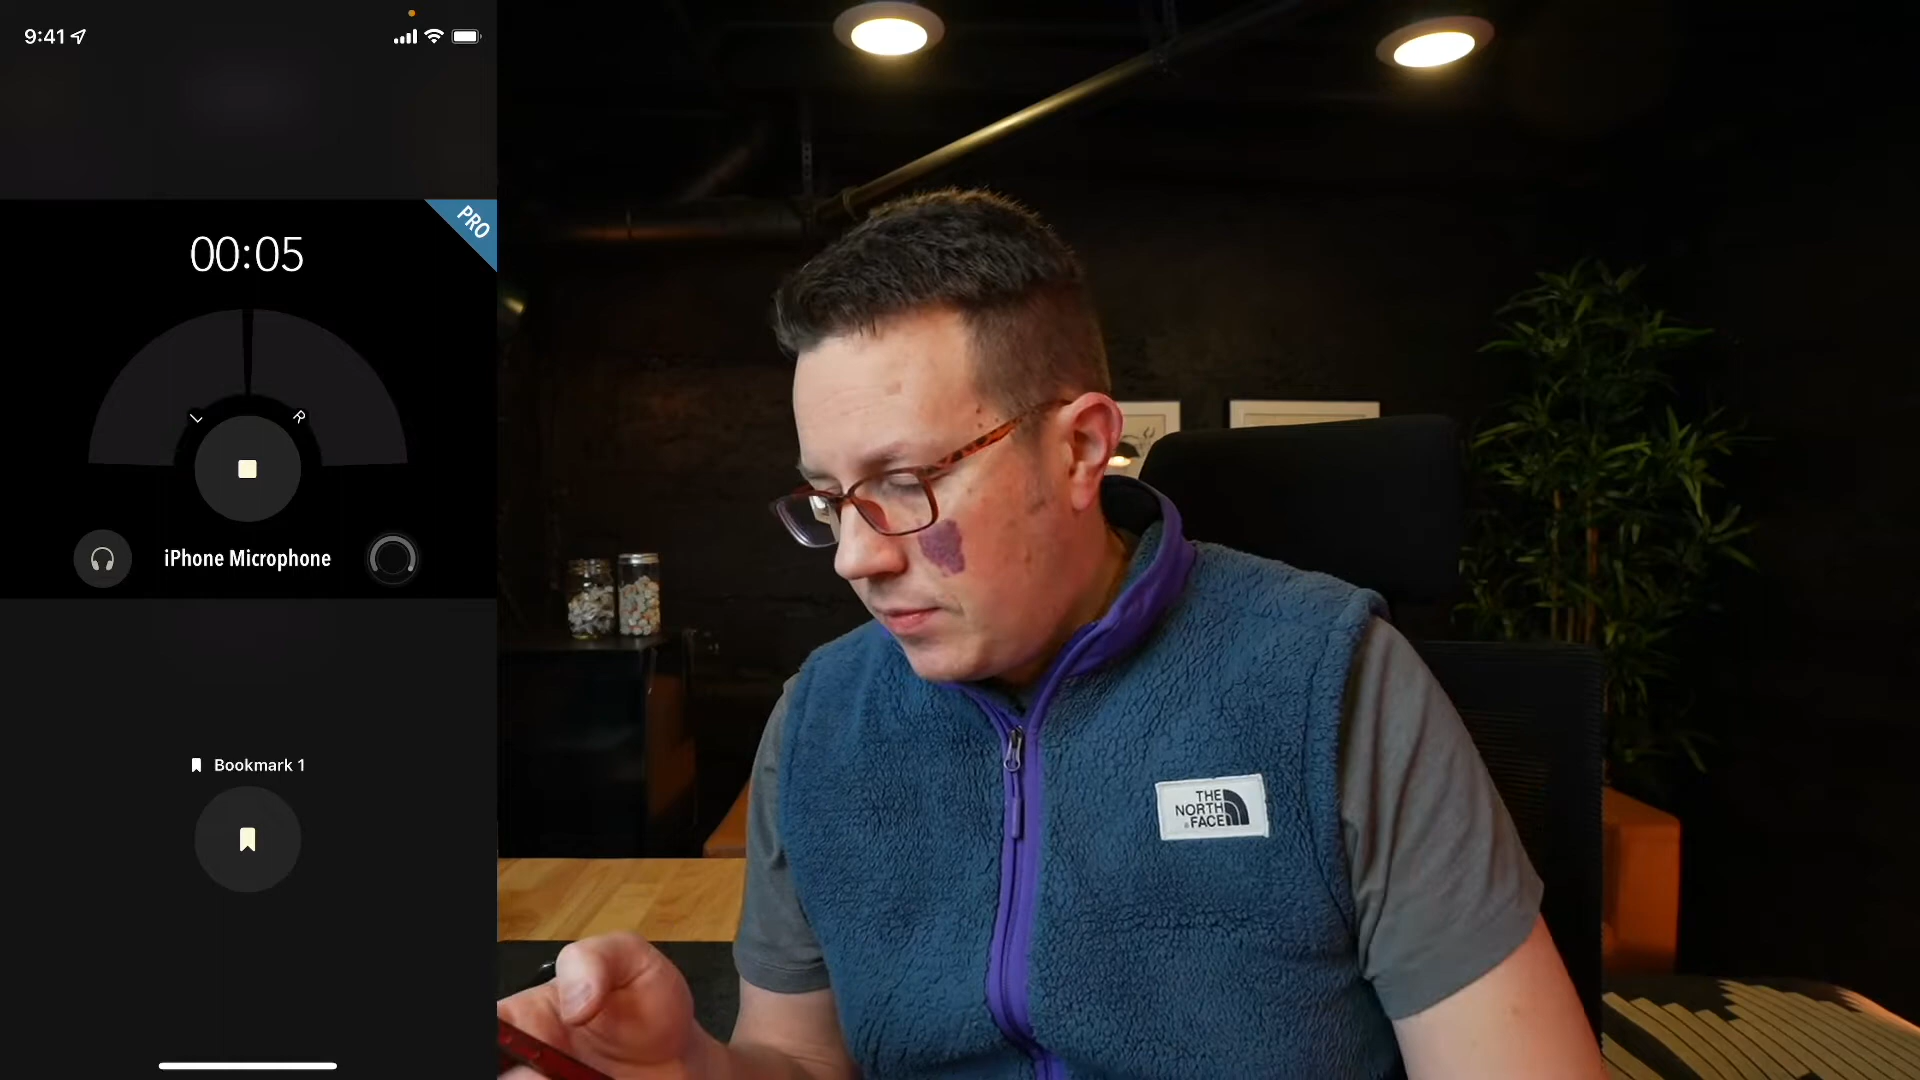 9:41
PRO
00:05
L R
iPhone Microphone
Bookmark 1
THE
NORTH
FACE